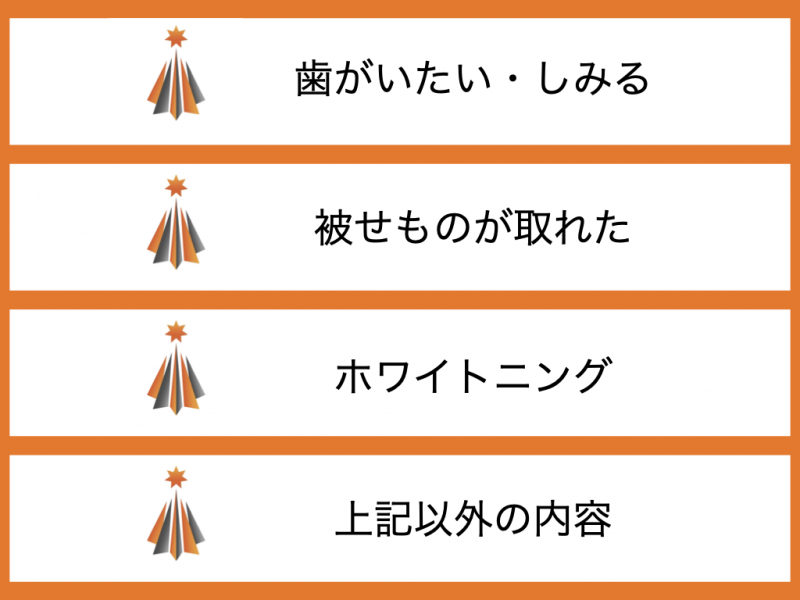 歯がいたい・しみる
被せものが取れた
ホワイトニング
上記以外の内容